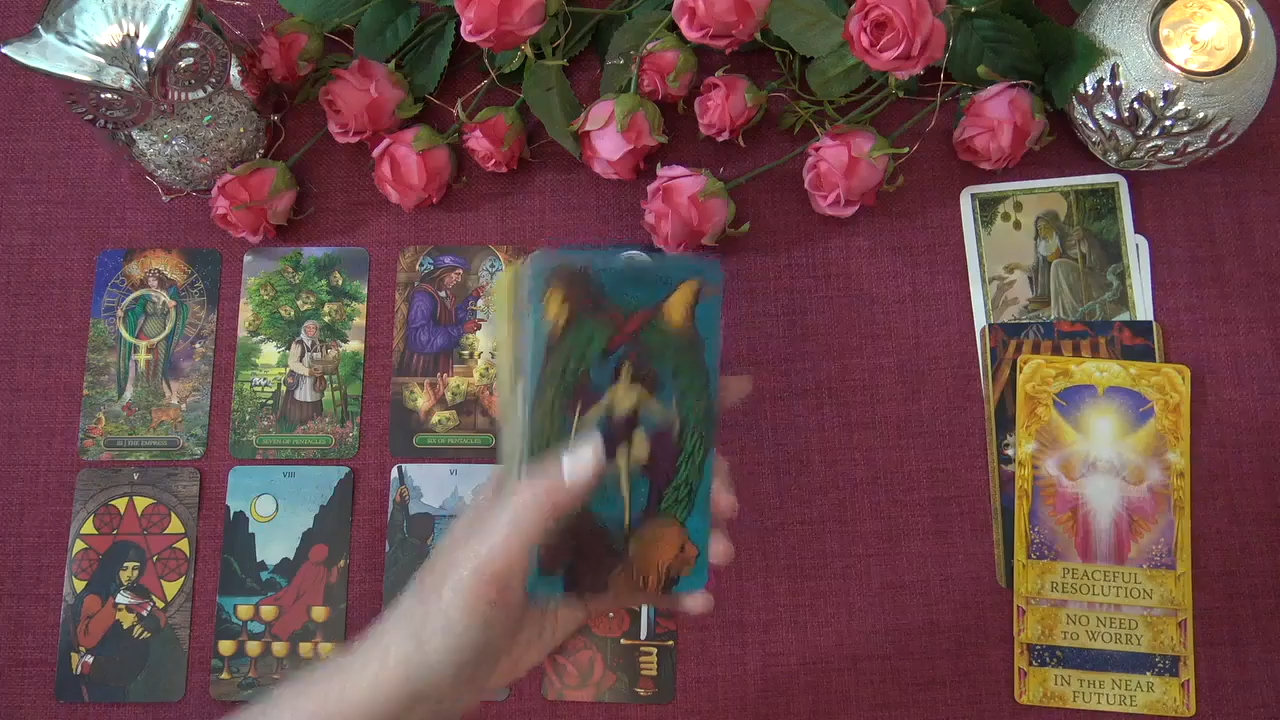 III | THE EMPRESS
SEVEN OF PENTACLES
SIX OF PENTACLES
V
VIII
VI
PEACEFUL
RESOLUTION
NO NEED
TO WORRY
IN THE NEAR
FUTURE